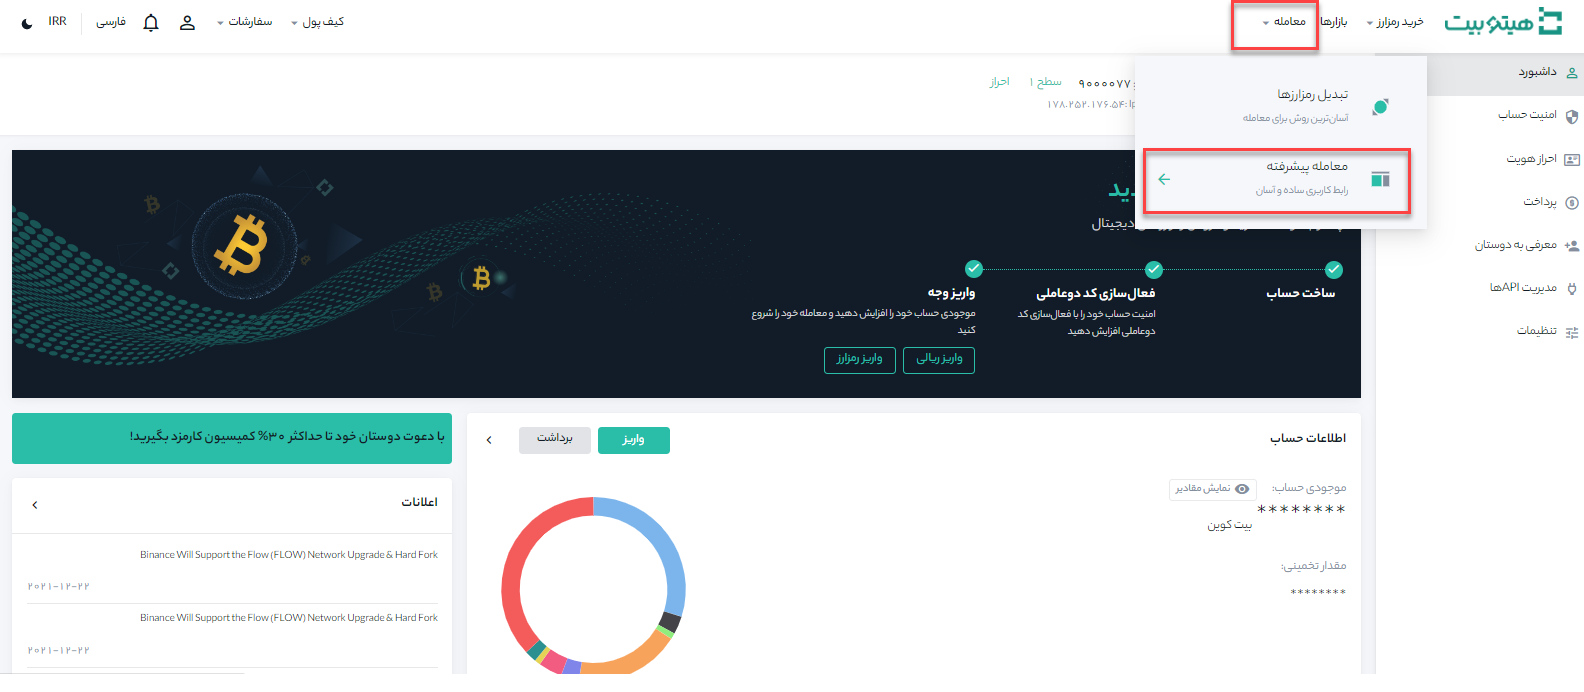 هیتوبیت
خرید رمزارز
بازارها
معامله
کیف پول
سفارشات
فارسی
IRR
داشبورد
امنیت حساب
احراز هویت
پرداخت
معرفی به دوستان
مدیریت APIها
تنظیمات
تبدیل رمزارزها
آسان‌ترین روش برای معامله
معامله پیشرفته
رابط کاربری ساده و آسان
۹۰۰۰۰۷۷
سطح ۱
احراز
Ip: ۱۷۸.۲۵۲.۱۷۶.۵۴
دیجیتال
ساخت حساب
فعال‌سازی کد دوعاملی
امنیت حساب خود را با فعال‌سازی کد
دوعاملی افزایش دهید
واریز وجه
موجودی حساب خود را افزایش دهید و معامله خود را شروع
کنید
واریز ریالی
واریز رمزارز
اطلاعات حساب
واریز
برداشت
موجودی حساب:
نمایش مقادیر
********
بیت کوین
مقدار تخمینی:
********
با دعوت دوستان خود تا حداکثر ۳۰% کمیسیون کارمزد بگیرید!
اعلانات
Binance Will Support the Flow (FLOW) Network Upgrade & Hard Fork
۲۰۲۱-۱۲-۲۲
Binance Will Support the Flow (FLOW) Network Upgrade & Hard Fork
۲۰۲۱-۱۲-۲۲